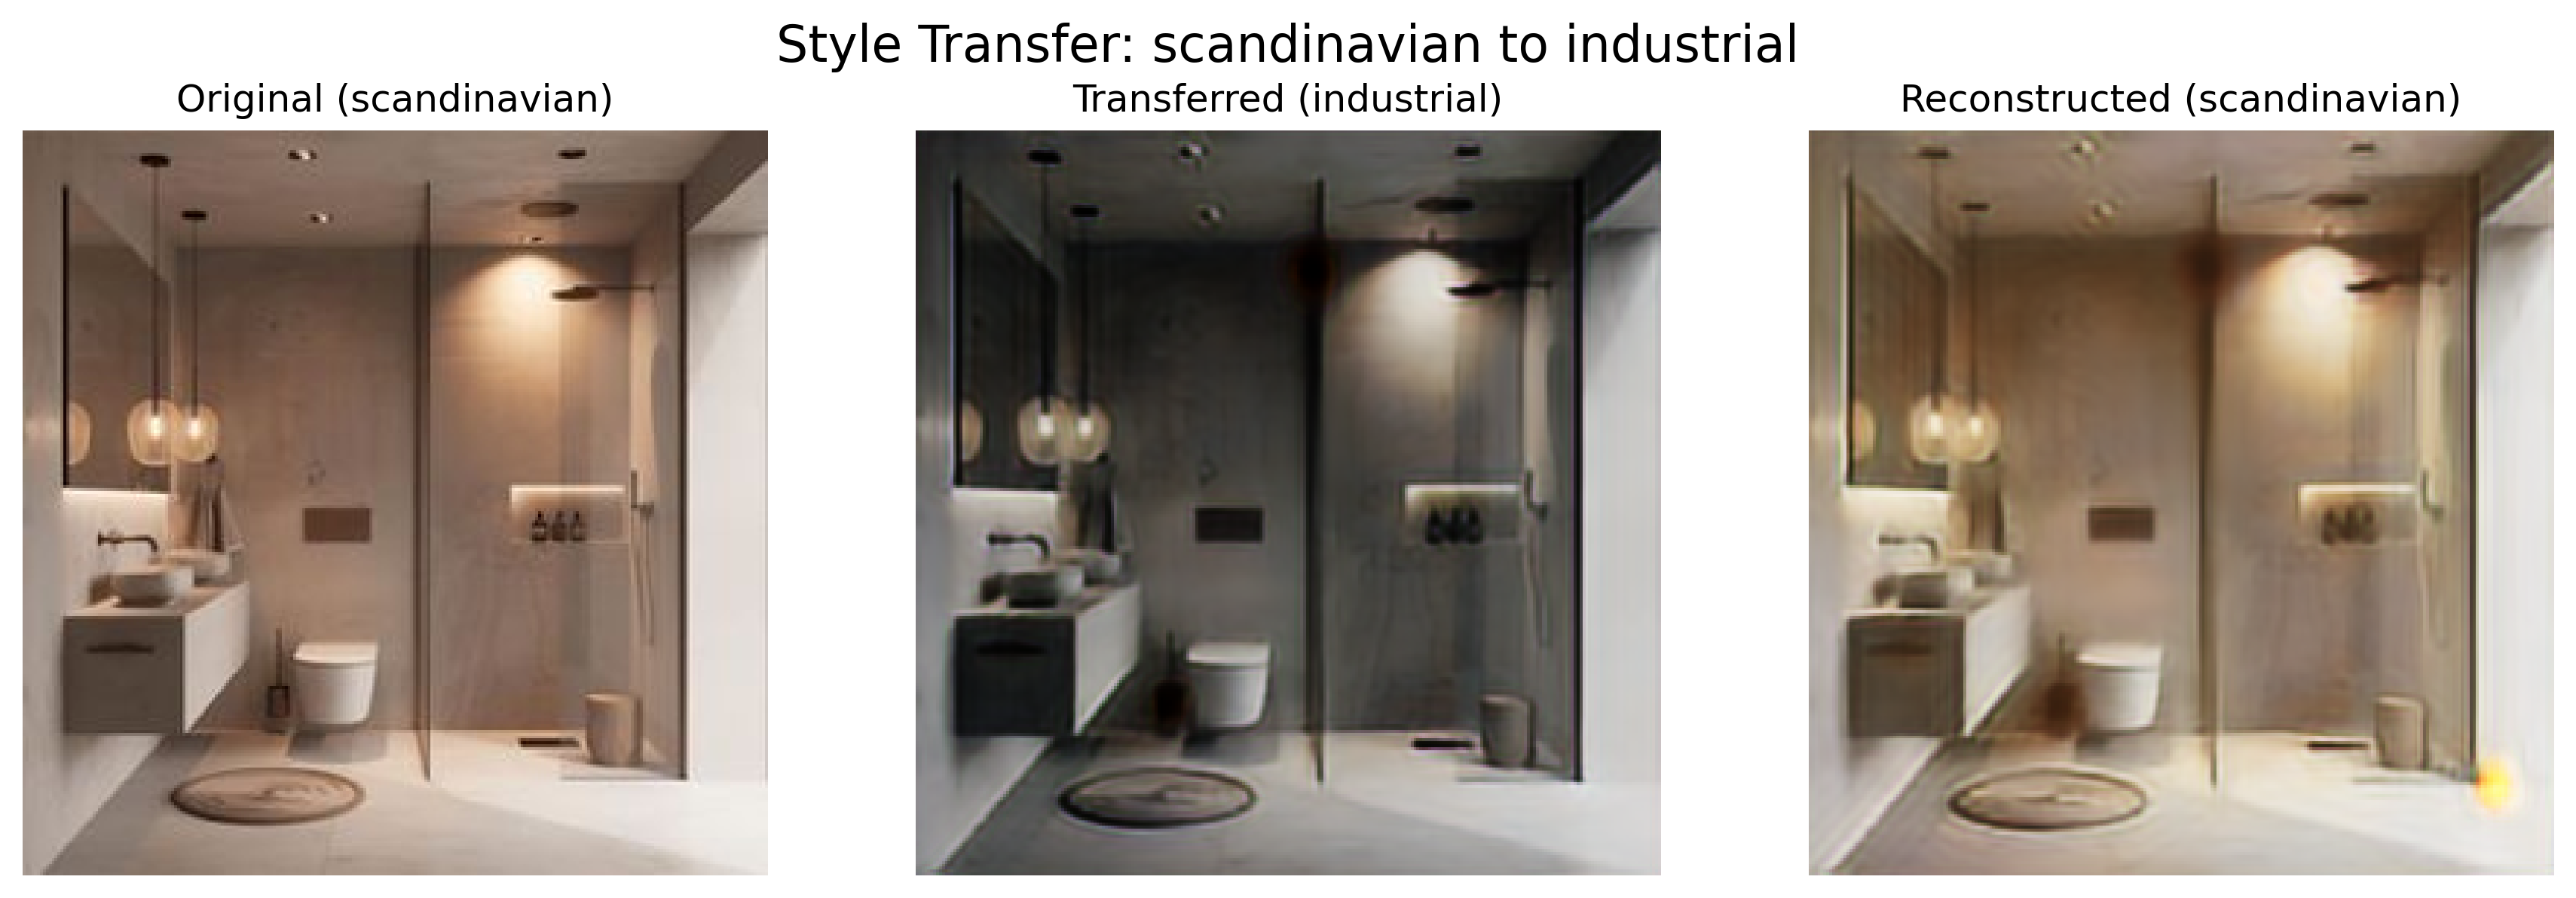 Style Transfer: scandinavian to industrial
Original (scandinavian)
Transferred (industrial)
Reconstructed (scandinavian)